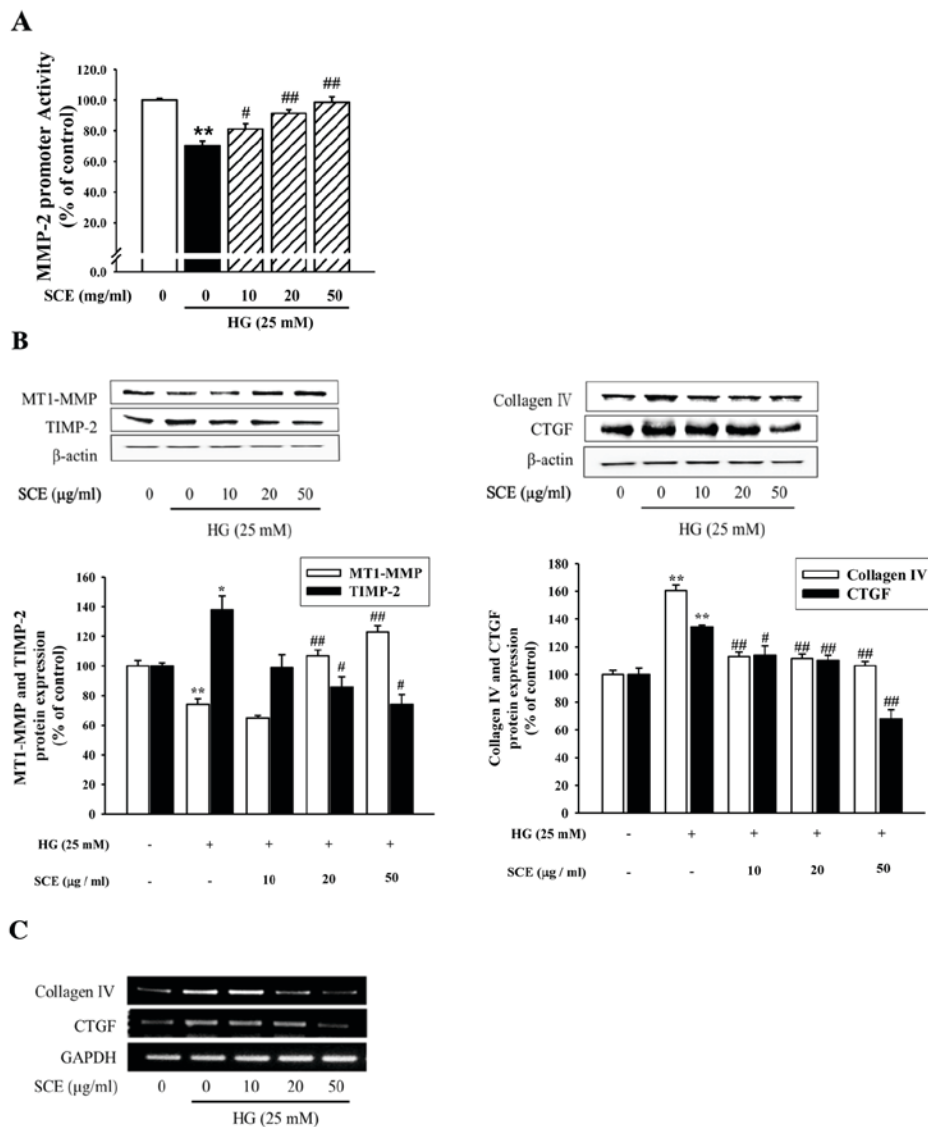 A
MMP-2 promoter Activity
(% of control)
120.0
100.0
80.0
60.0
40.0
20.0
0.0
**
#
##
##
SCE (mg/ml) 0 0 10 20 50
HG (25 mM)
B
MT1-MMP
TIMP-2
β-actin
SCE (μg/ml) 0 0 10 20 50
HG (25 mM)
Collagen IV
CTGF
β-actin
SCE (μg/ml) 0 0 10 20 50
HG (25 mM)
MT1-MMP and TIMP-2
protein expression
(% of control)
160
140
120
100
80
60
40
20
0
MT1-MMP
TIMP-2
**
*
##
#
##
#
HG (25 mM) - + + + +
SCE (μg / ml) - - 10 20 50
Collagen IV and CTGF
protein expression
(% of control)
180
160
140
120
100
80
60
40
20
0
Collagen IV
CTGF
**
**
##
#
##
##
##
##
HG (25 mM) - + + + +
SCE (μg / ml) - - 10 20 50
C
Collagen IV
CTGF
GAPDH
SCE (μg/ml) 0 0 10 20 50
HG (25 mM)